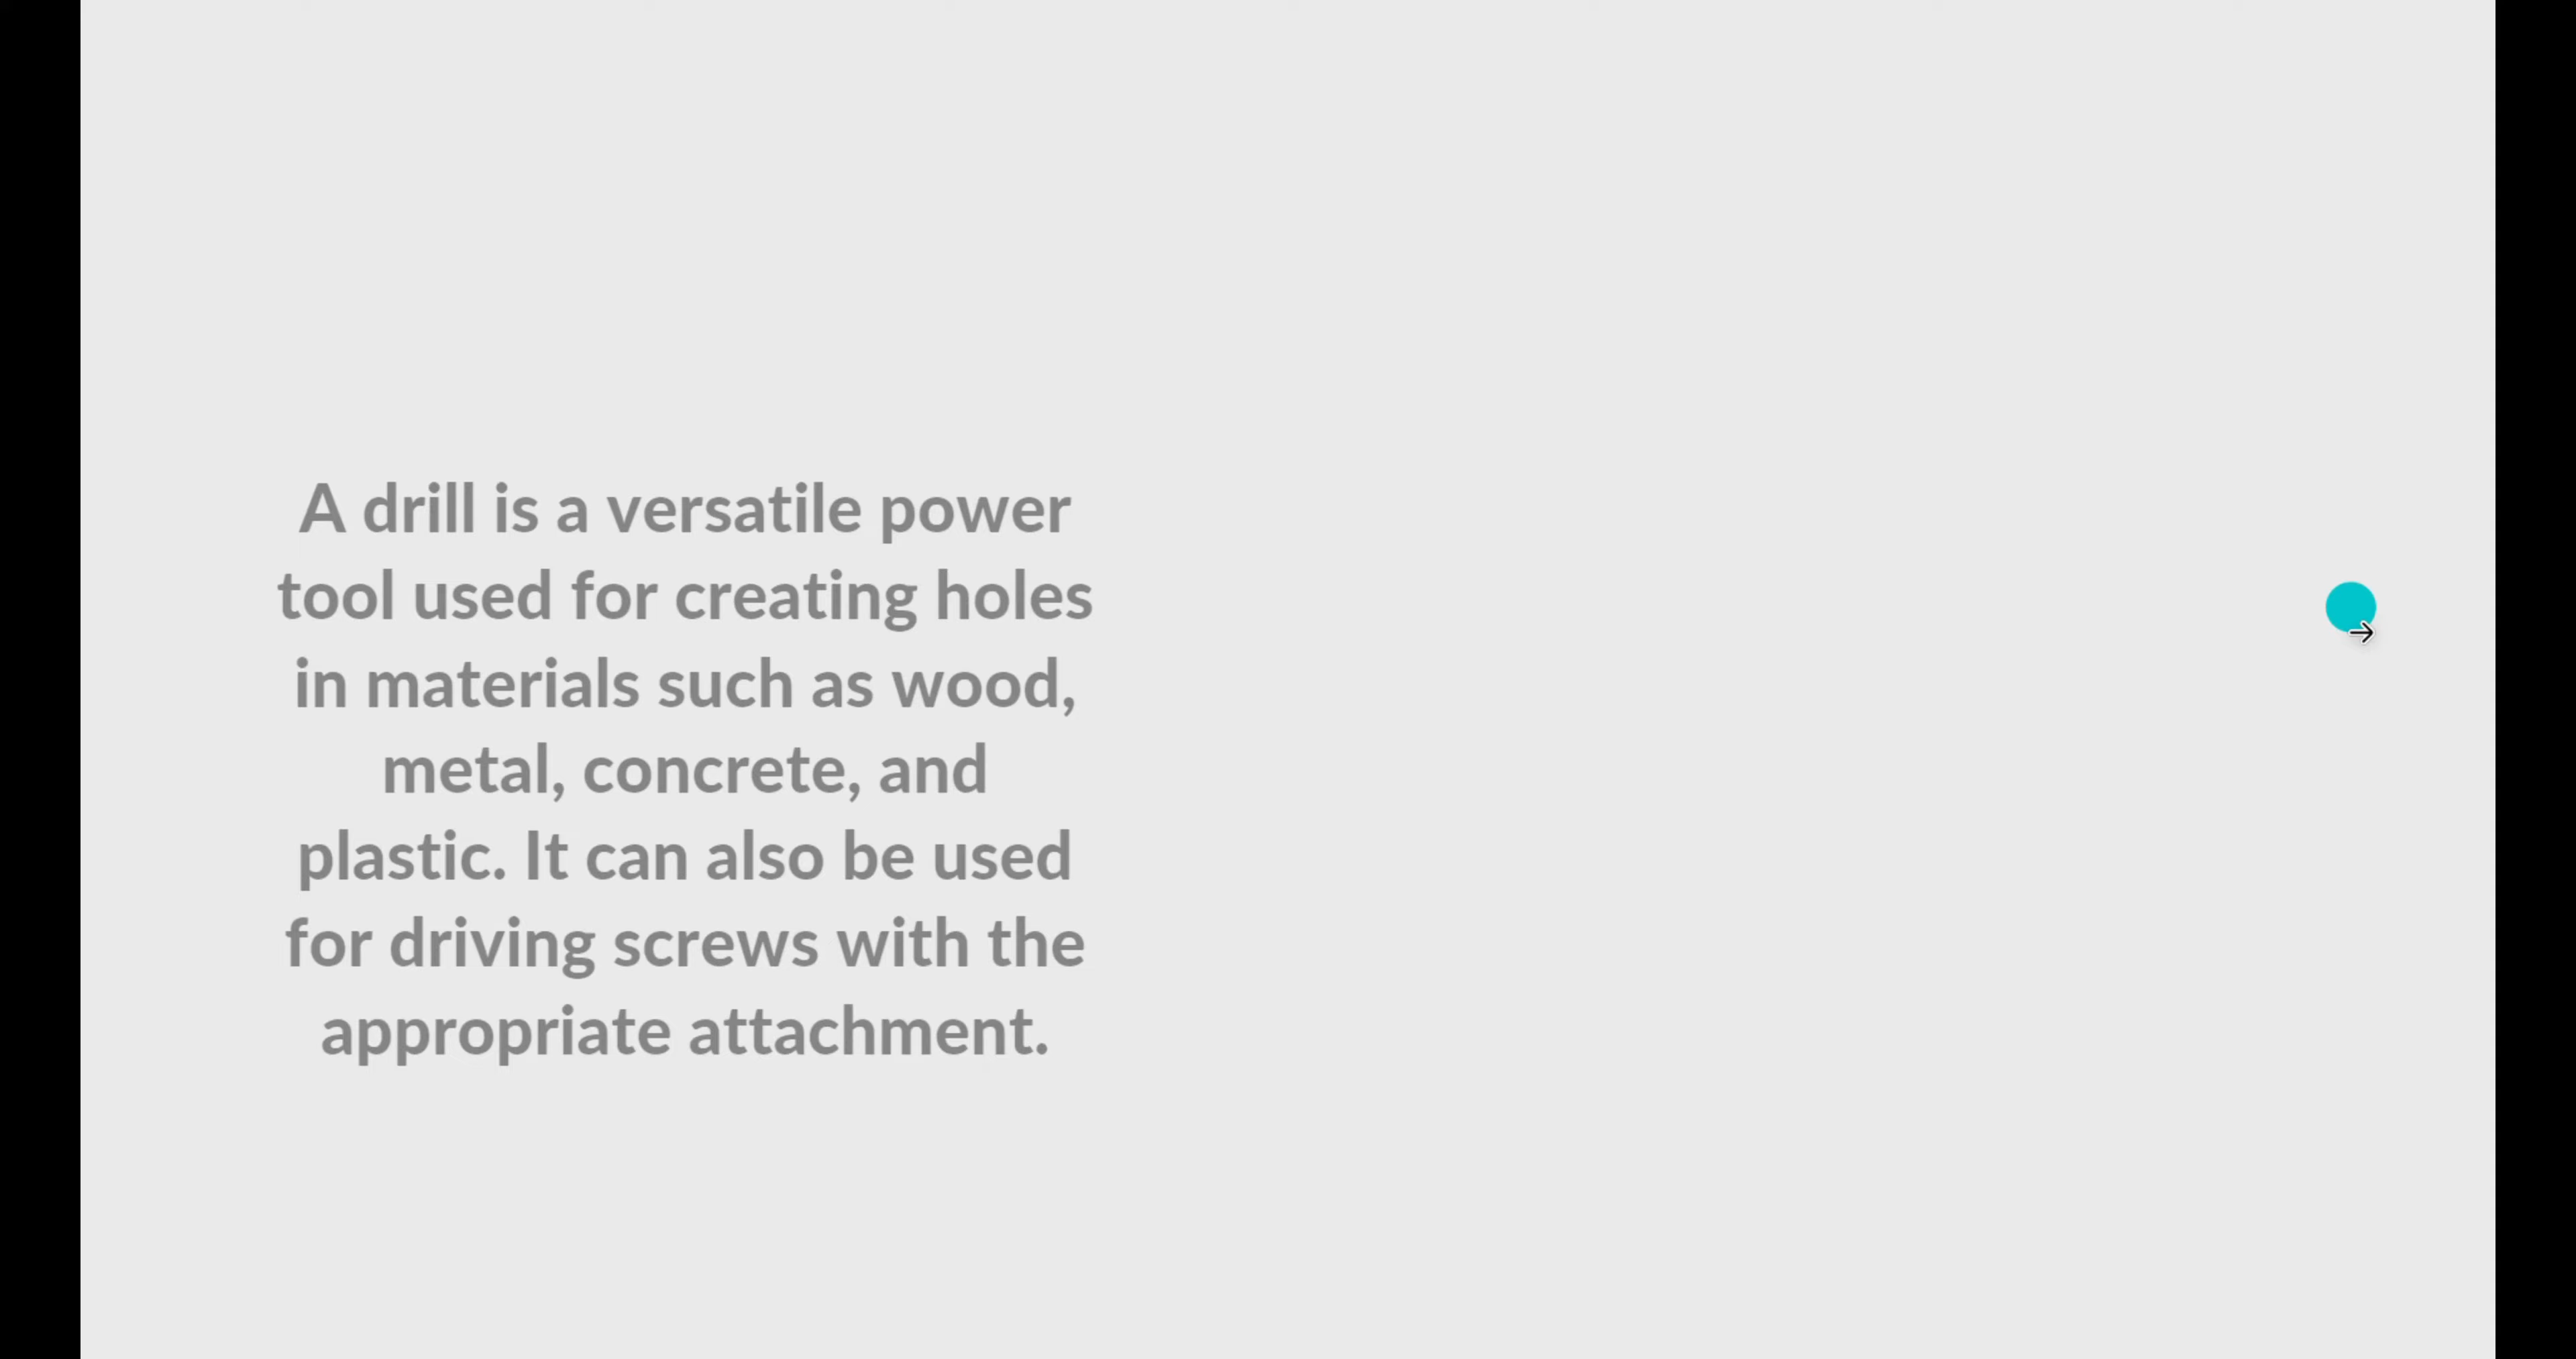 A drill is a versatile power
tool used for creating holes
in materials such as wood,
metal, concrete, and
plastic. It can also be used
for driving screws with the
appropriate attachment.